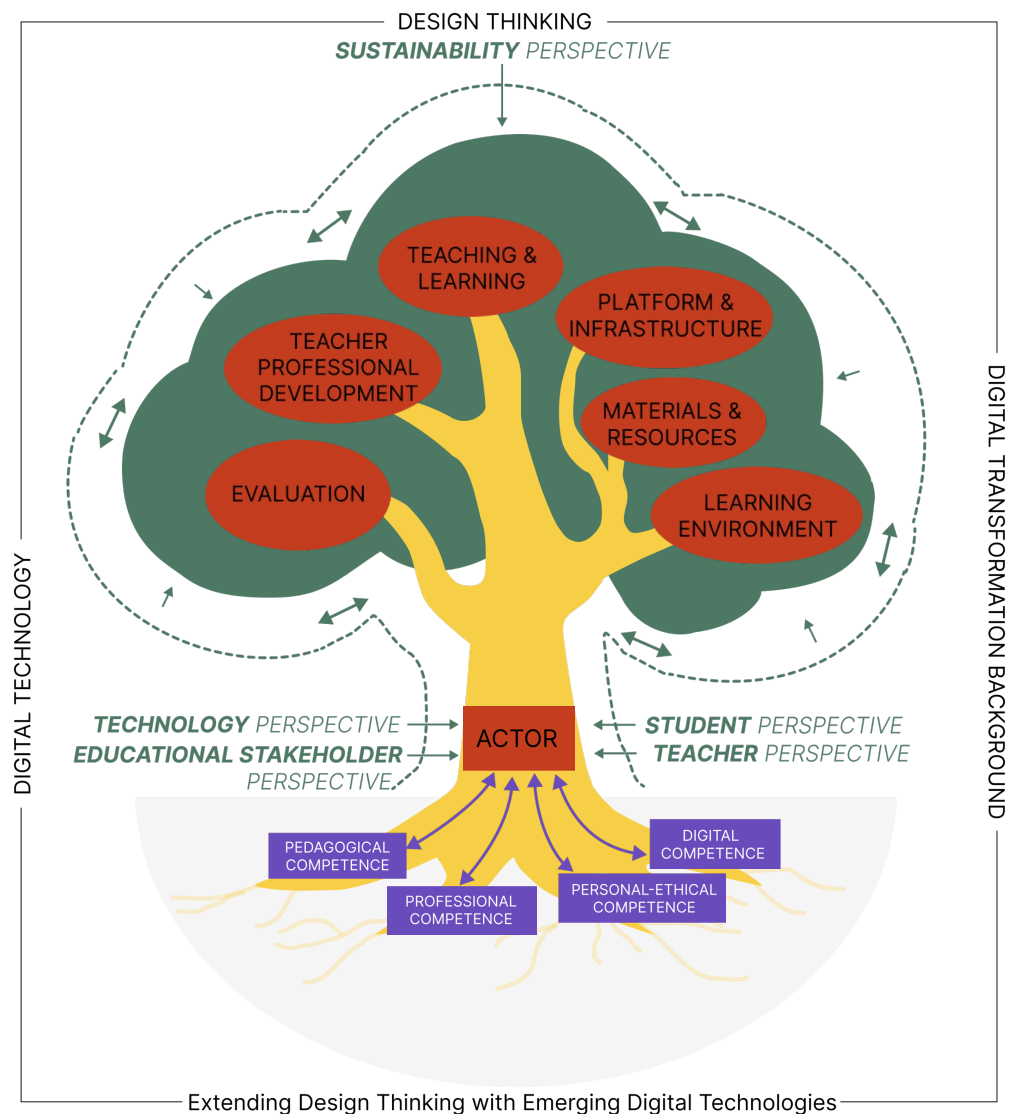 DESIGN THINKING
SUSTAINABILITY PERSPECTIVE
TEACHING &
LEARNING
PLATFORM &
INFRASTRUCTURE
TEACHER
PROFESSIONAL
DEVELOPMENT
MATERIALS &
RESOURCES
EVALUATION
LEARNING
ENVIRONMENT
DIGITAL TECHNOLOGY
DIGITAL TRANSFORMATION BACKGROUND
TECHNOLOGY PERSPECTIVE
EDUCATIONAL STAKEHOLDER
PERSPECTIVE
ACTOR
STUDENT PERSPECTIVE
TEACHER PERSPECTIVE
PEDAGOGICAL
COMPETENCE
PROFESSIONAL
COMPETENCE
PERSONAL-ETHICAL
COMPETENCE
DIGITAL
COMPETENCE
Extending Design Thinking with Emerging Digital Technologies